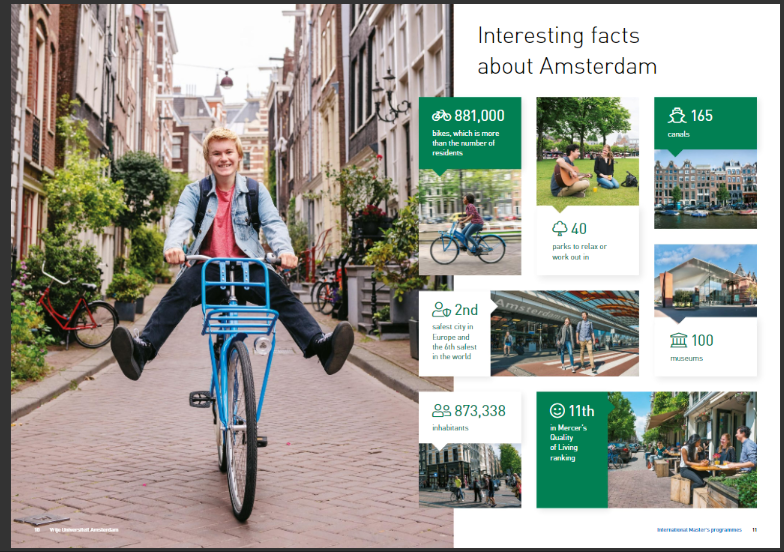 Interesting facts
about Amsterdam
881,000
bikes, which is more
than the number of
residents
40
parks to relax or
work out in
165
canals
2nd
safest city in
Europe and
the 6th safest
in the world
Amsterdam
100
museums
873,338
inhabitants
11th
in Mercer's
Quality
of Living
ranking
10 Vrije Universiteit Amsterdam
International Master's programmes 11